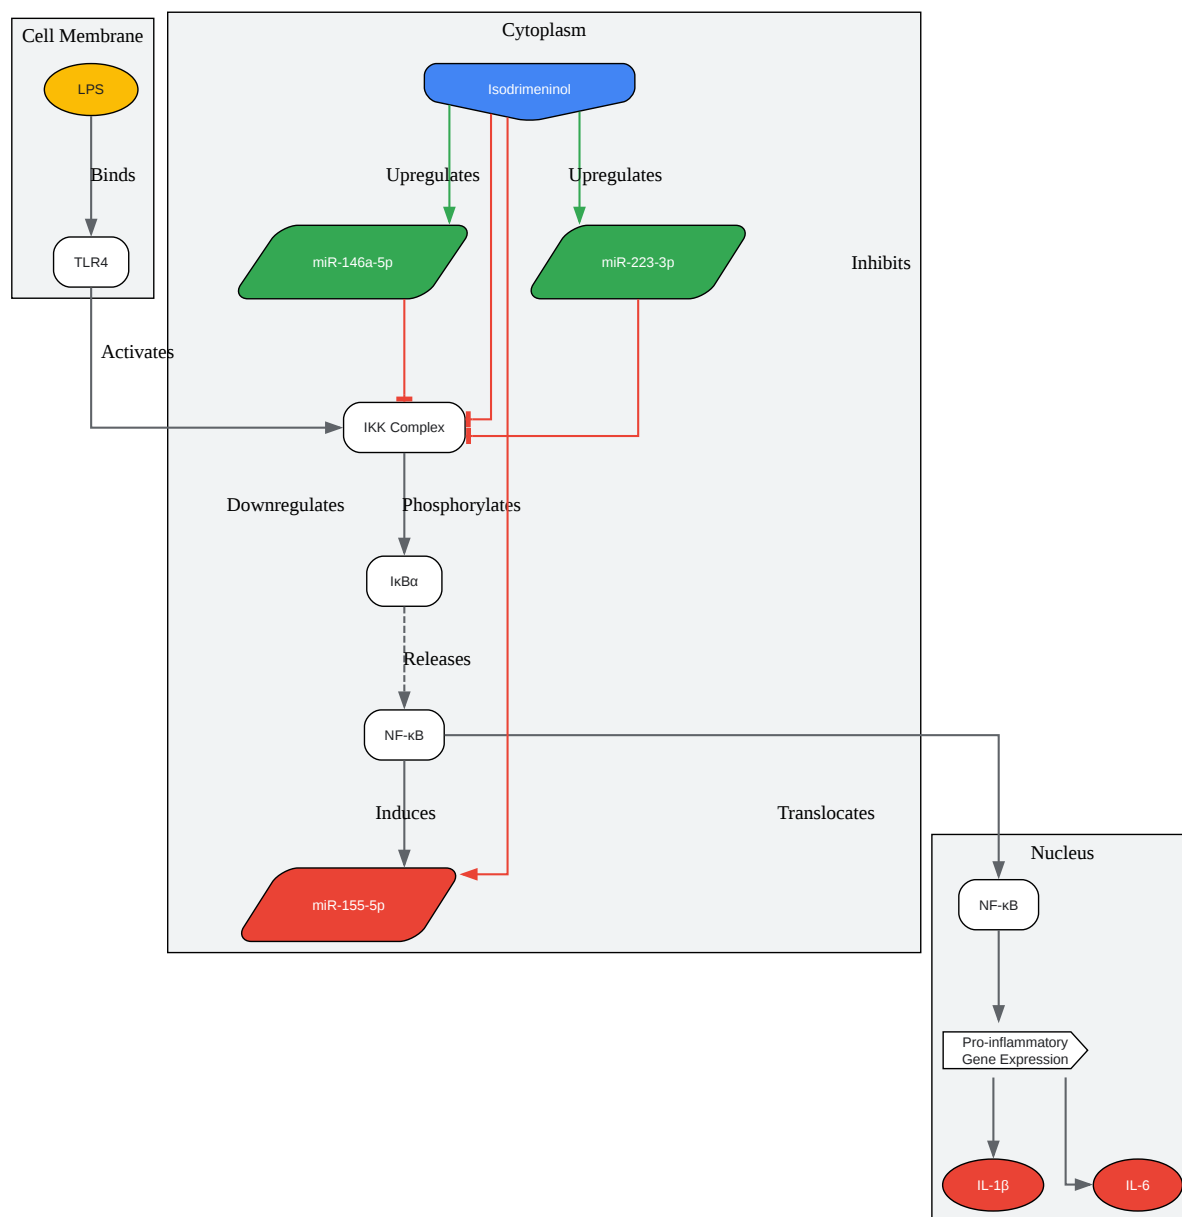 Cell Membrane
Cytoplasm
LPS
Isodrimeninol
Binds
Upregulates
Upregulates
TLR4
miR-146a-5p
miR-223-3p
Inhibits
Activates
IKK Complex
Downregulates
Phosphorylates
IκBα
Releases
NF-κB
Induces
Translocates
Nucleus
miR-155-5p
NF-κB
Pro-inflammatory
Gene Expression
IL-1β
IL-6